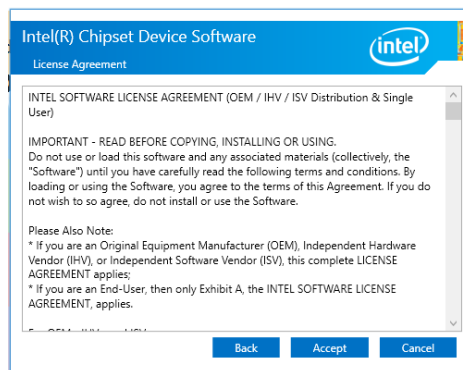 Intel(R) Chipset Device Software
License Agreement
intel
INTEL SOFTWARE LICENSE AGREEMENT (OEM / IHV / ISV Distribution & Single
User)
IMPORTANT - READ BEFORE COPYING, INSTALLING OR USING.
Do not use or load this software and any associated materials (collectively, the
"Software") until you have carefully read the following terms and conditions. By
loading or using the Software, you agree to the terms of this Agreement. If you do
not wish to so agree, do not install or use the Software.
Please Also Note:
* If you are an Original Equipment Manufacturer (OEM), Independent Hardware
Vendor (IHV), or Independent Software Vendor (ISV), this complete LICENSE
AGREEMENT applies;
* If you are an End-User, then only Exhibit A, the INTEL SOFTWARE LICENSE
AGREEMENT, applies.
Back Accept Cancel